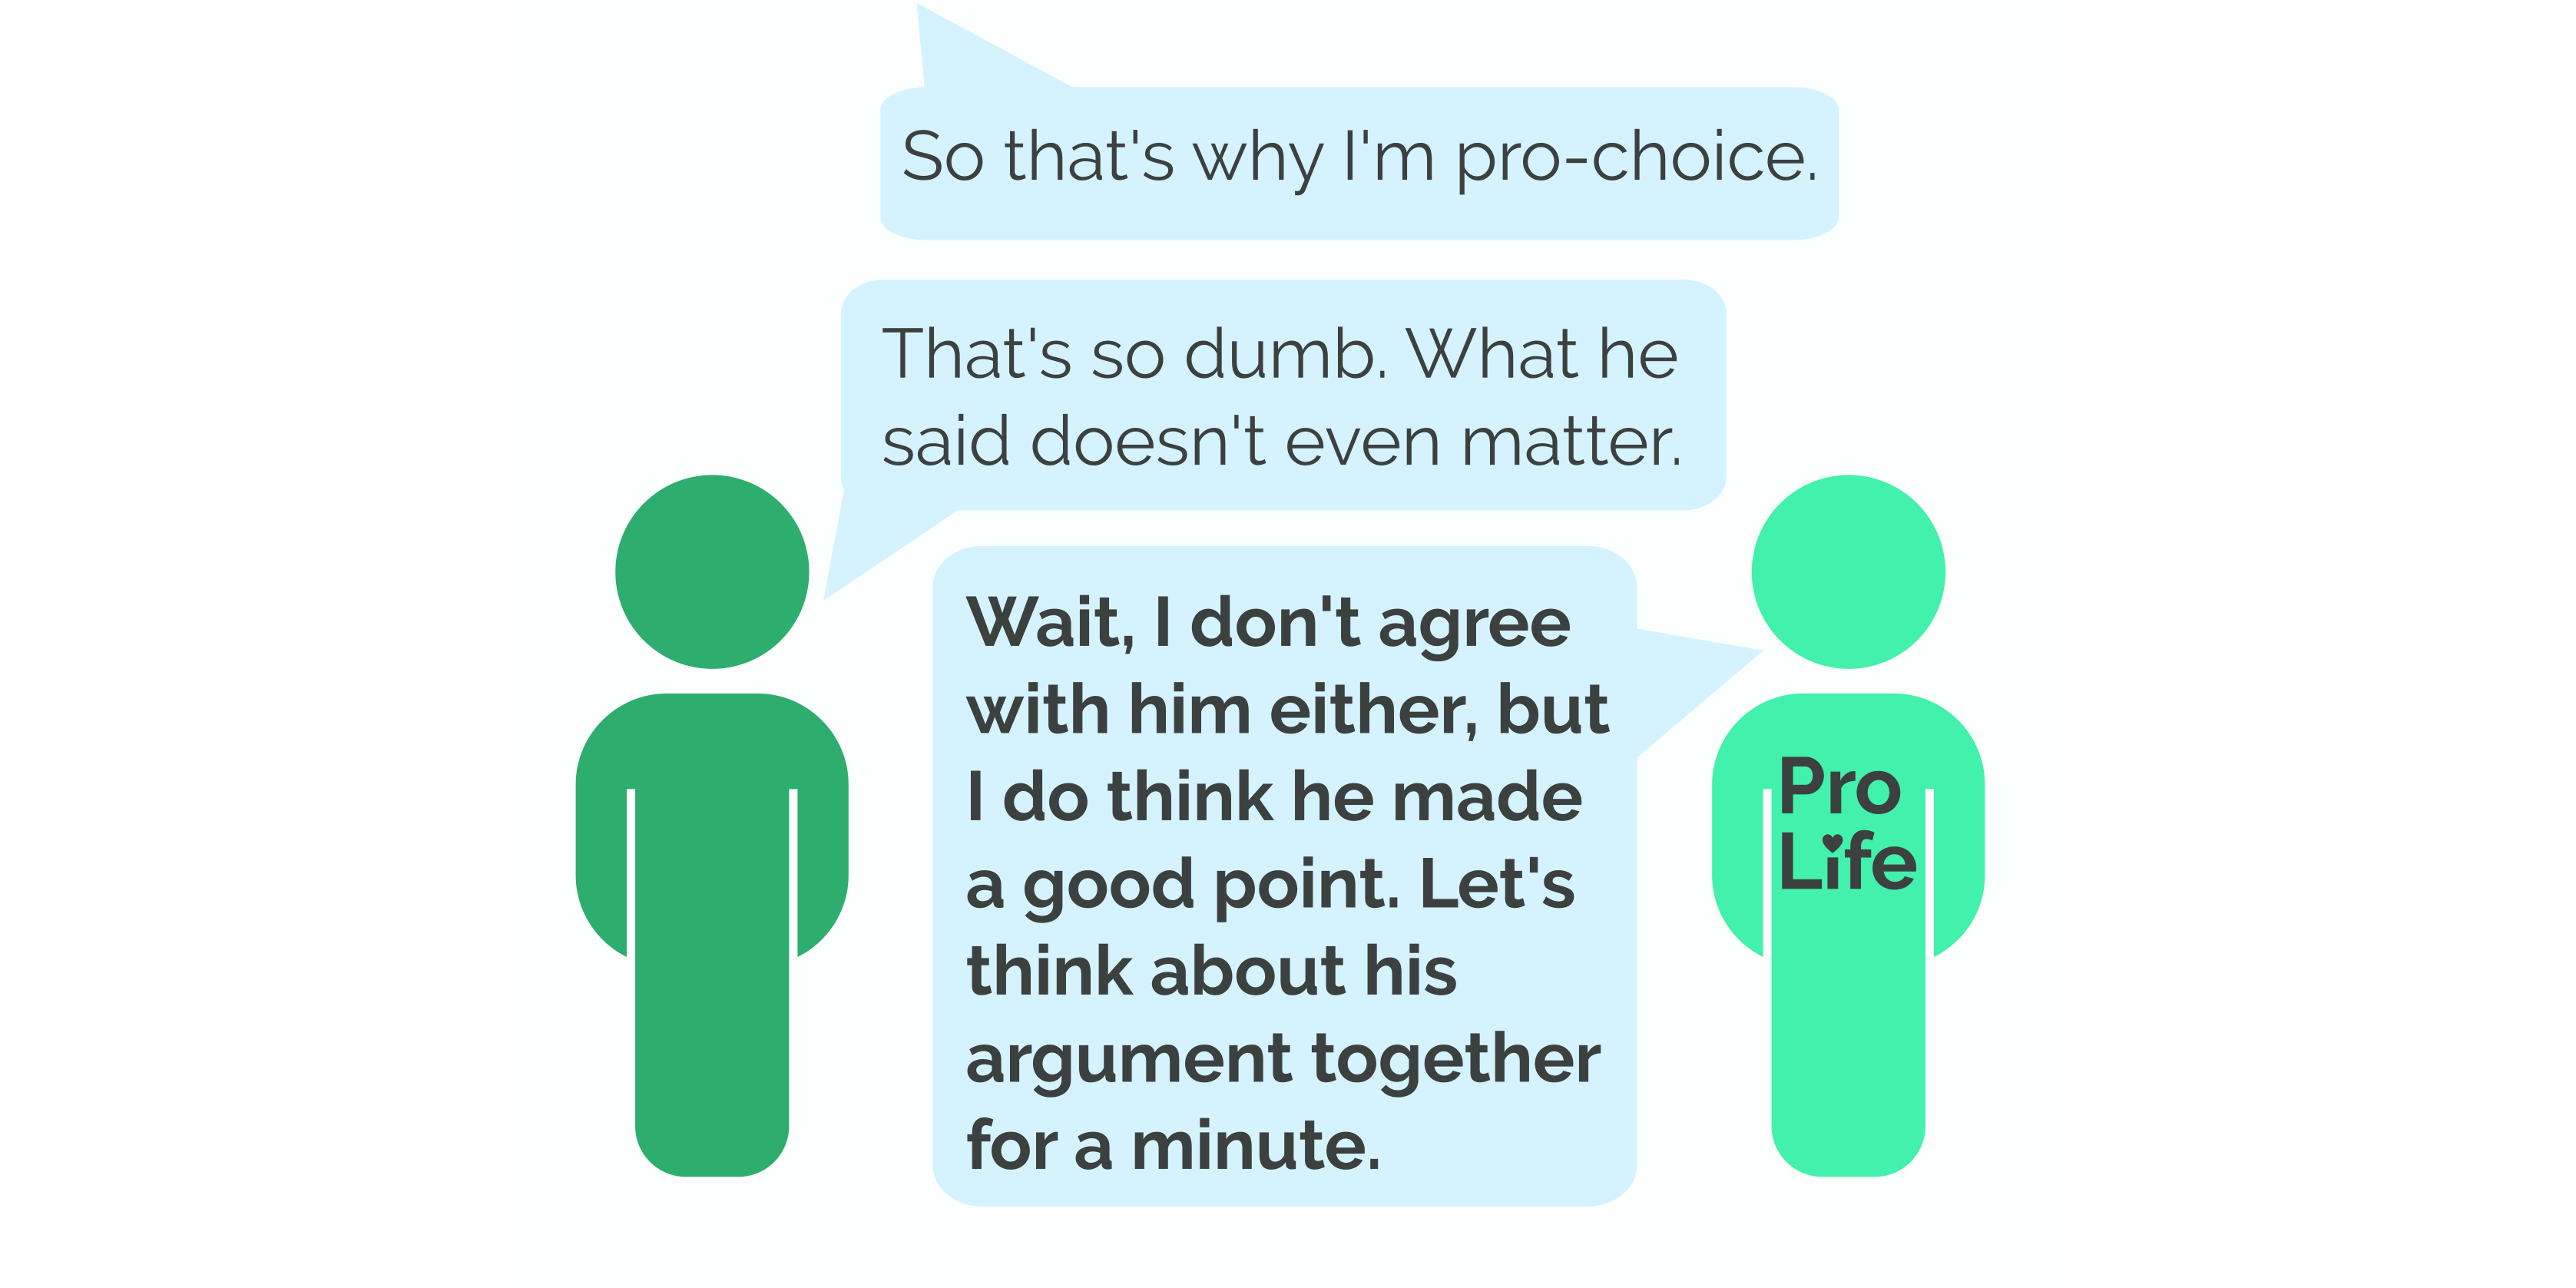 So that's why I'm pro-choice.
That's so dumb. What he
said doesn't even matter.
Wait, I don't agree
with him either, but
I do think he made
a good point. Let's
think about his
argument together
for a minute.
Pro
Life